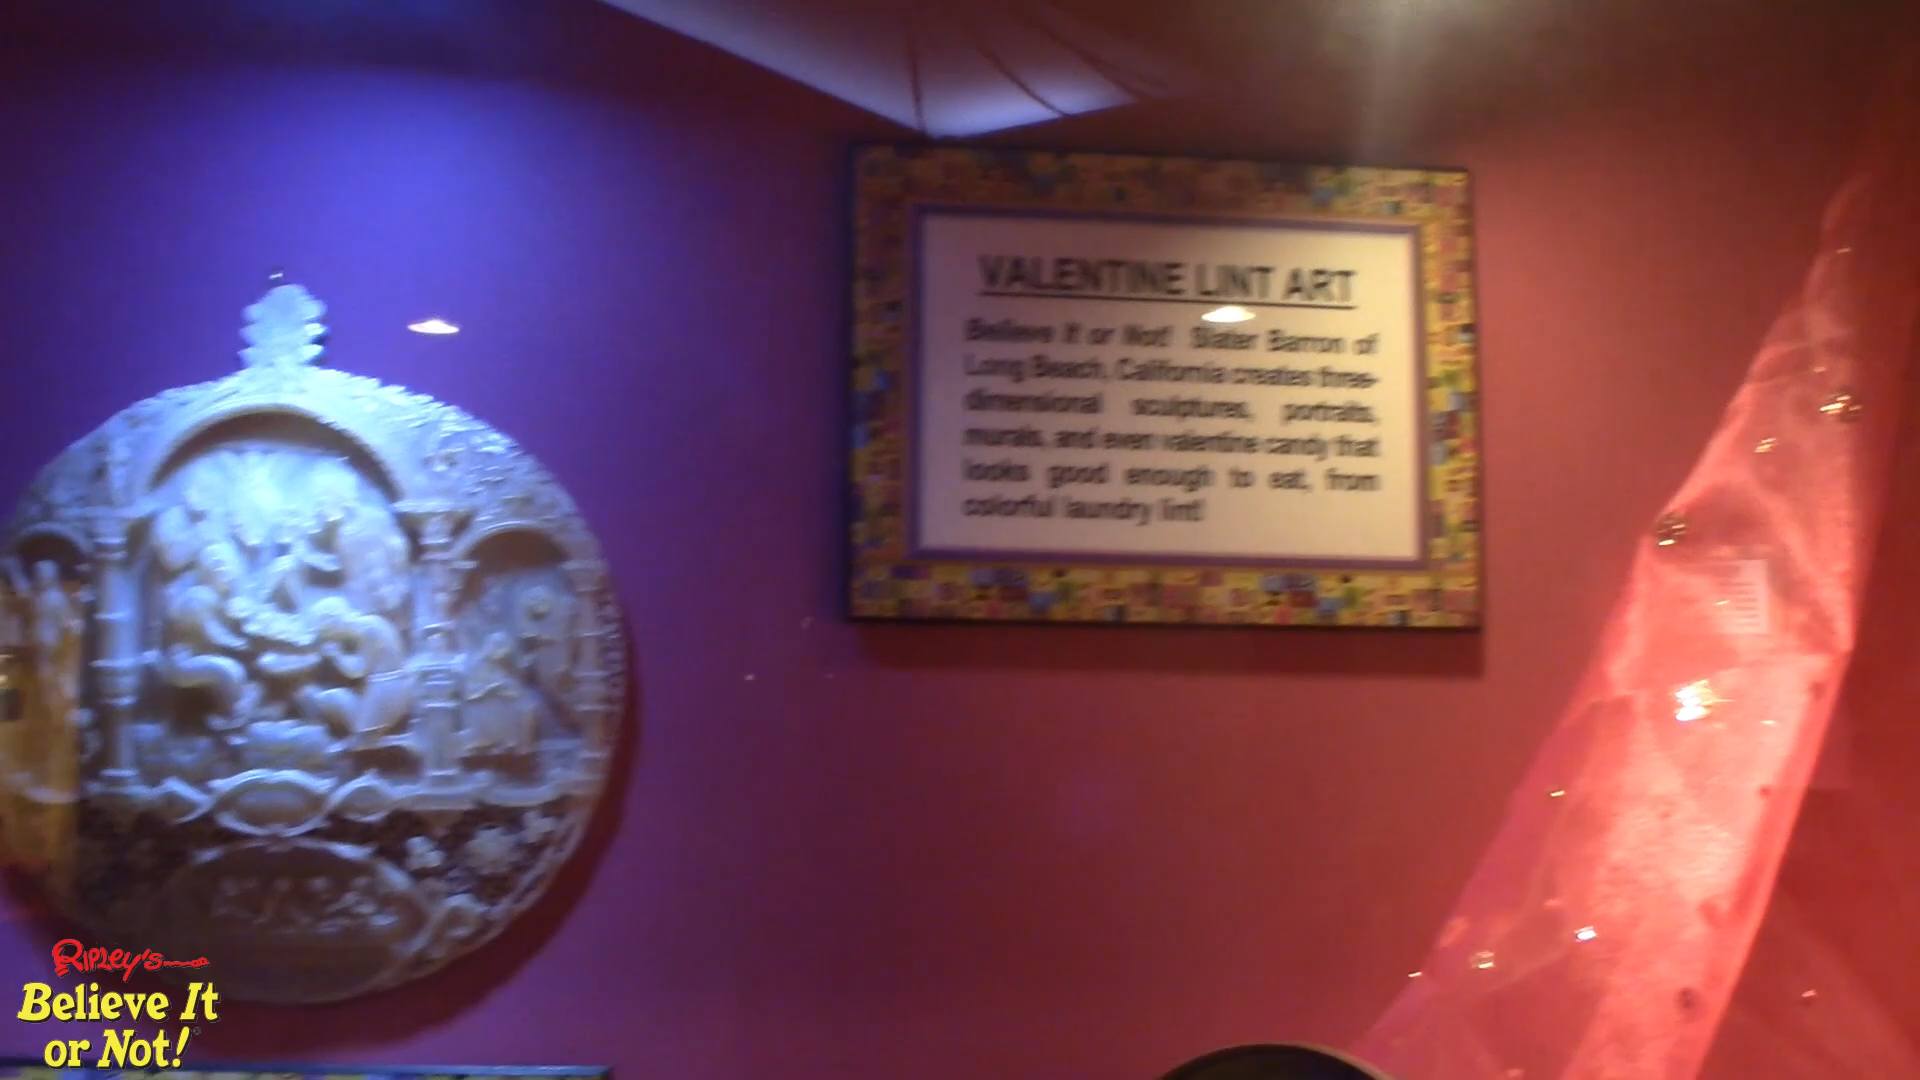 VALENTINE LINT ART
Believe It or Not! Slater Barron of
Long Beach, California creates three-
dimensional sculptures, portraits,
murals, and even valentine candy that
looks good enough to eat, from
colorful laundry lint!
Ripley's
Believe It
or Not!